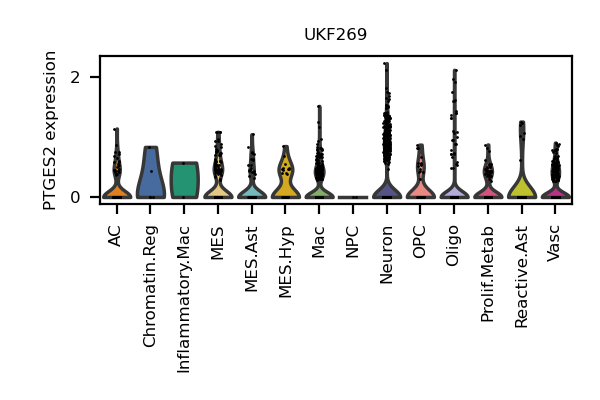 UKF269
PTGES2 expression
2
0
AC
Chromatin.Reg
Inflammatory.Mac
MES
MES.Ast
MES.Hyp
Mac
NPC
Neuron
OPC
Oligo
Prolif.Metab
Reactive.Ast
Vasc